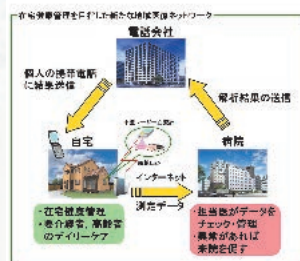 在宅健康管理を目指した新たな地域医療ネットワーク
電話会社
個人の携帯電話
に結果送信
解析結果の送信
自宅
病院
インターネット
測定データ
・在宅健康管理
・要介護者、高齢者
のデイリーケア
・担当医がデータを
チェック・管理
・異常があれば
来院を促す